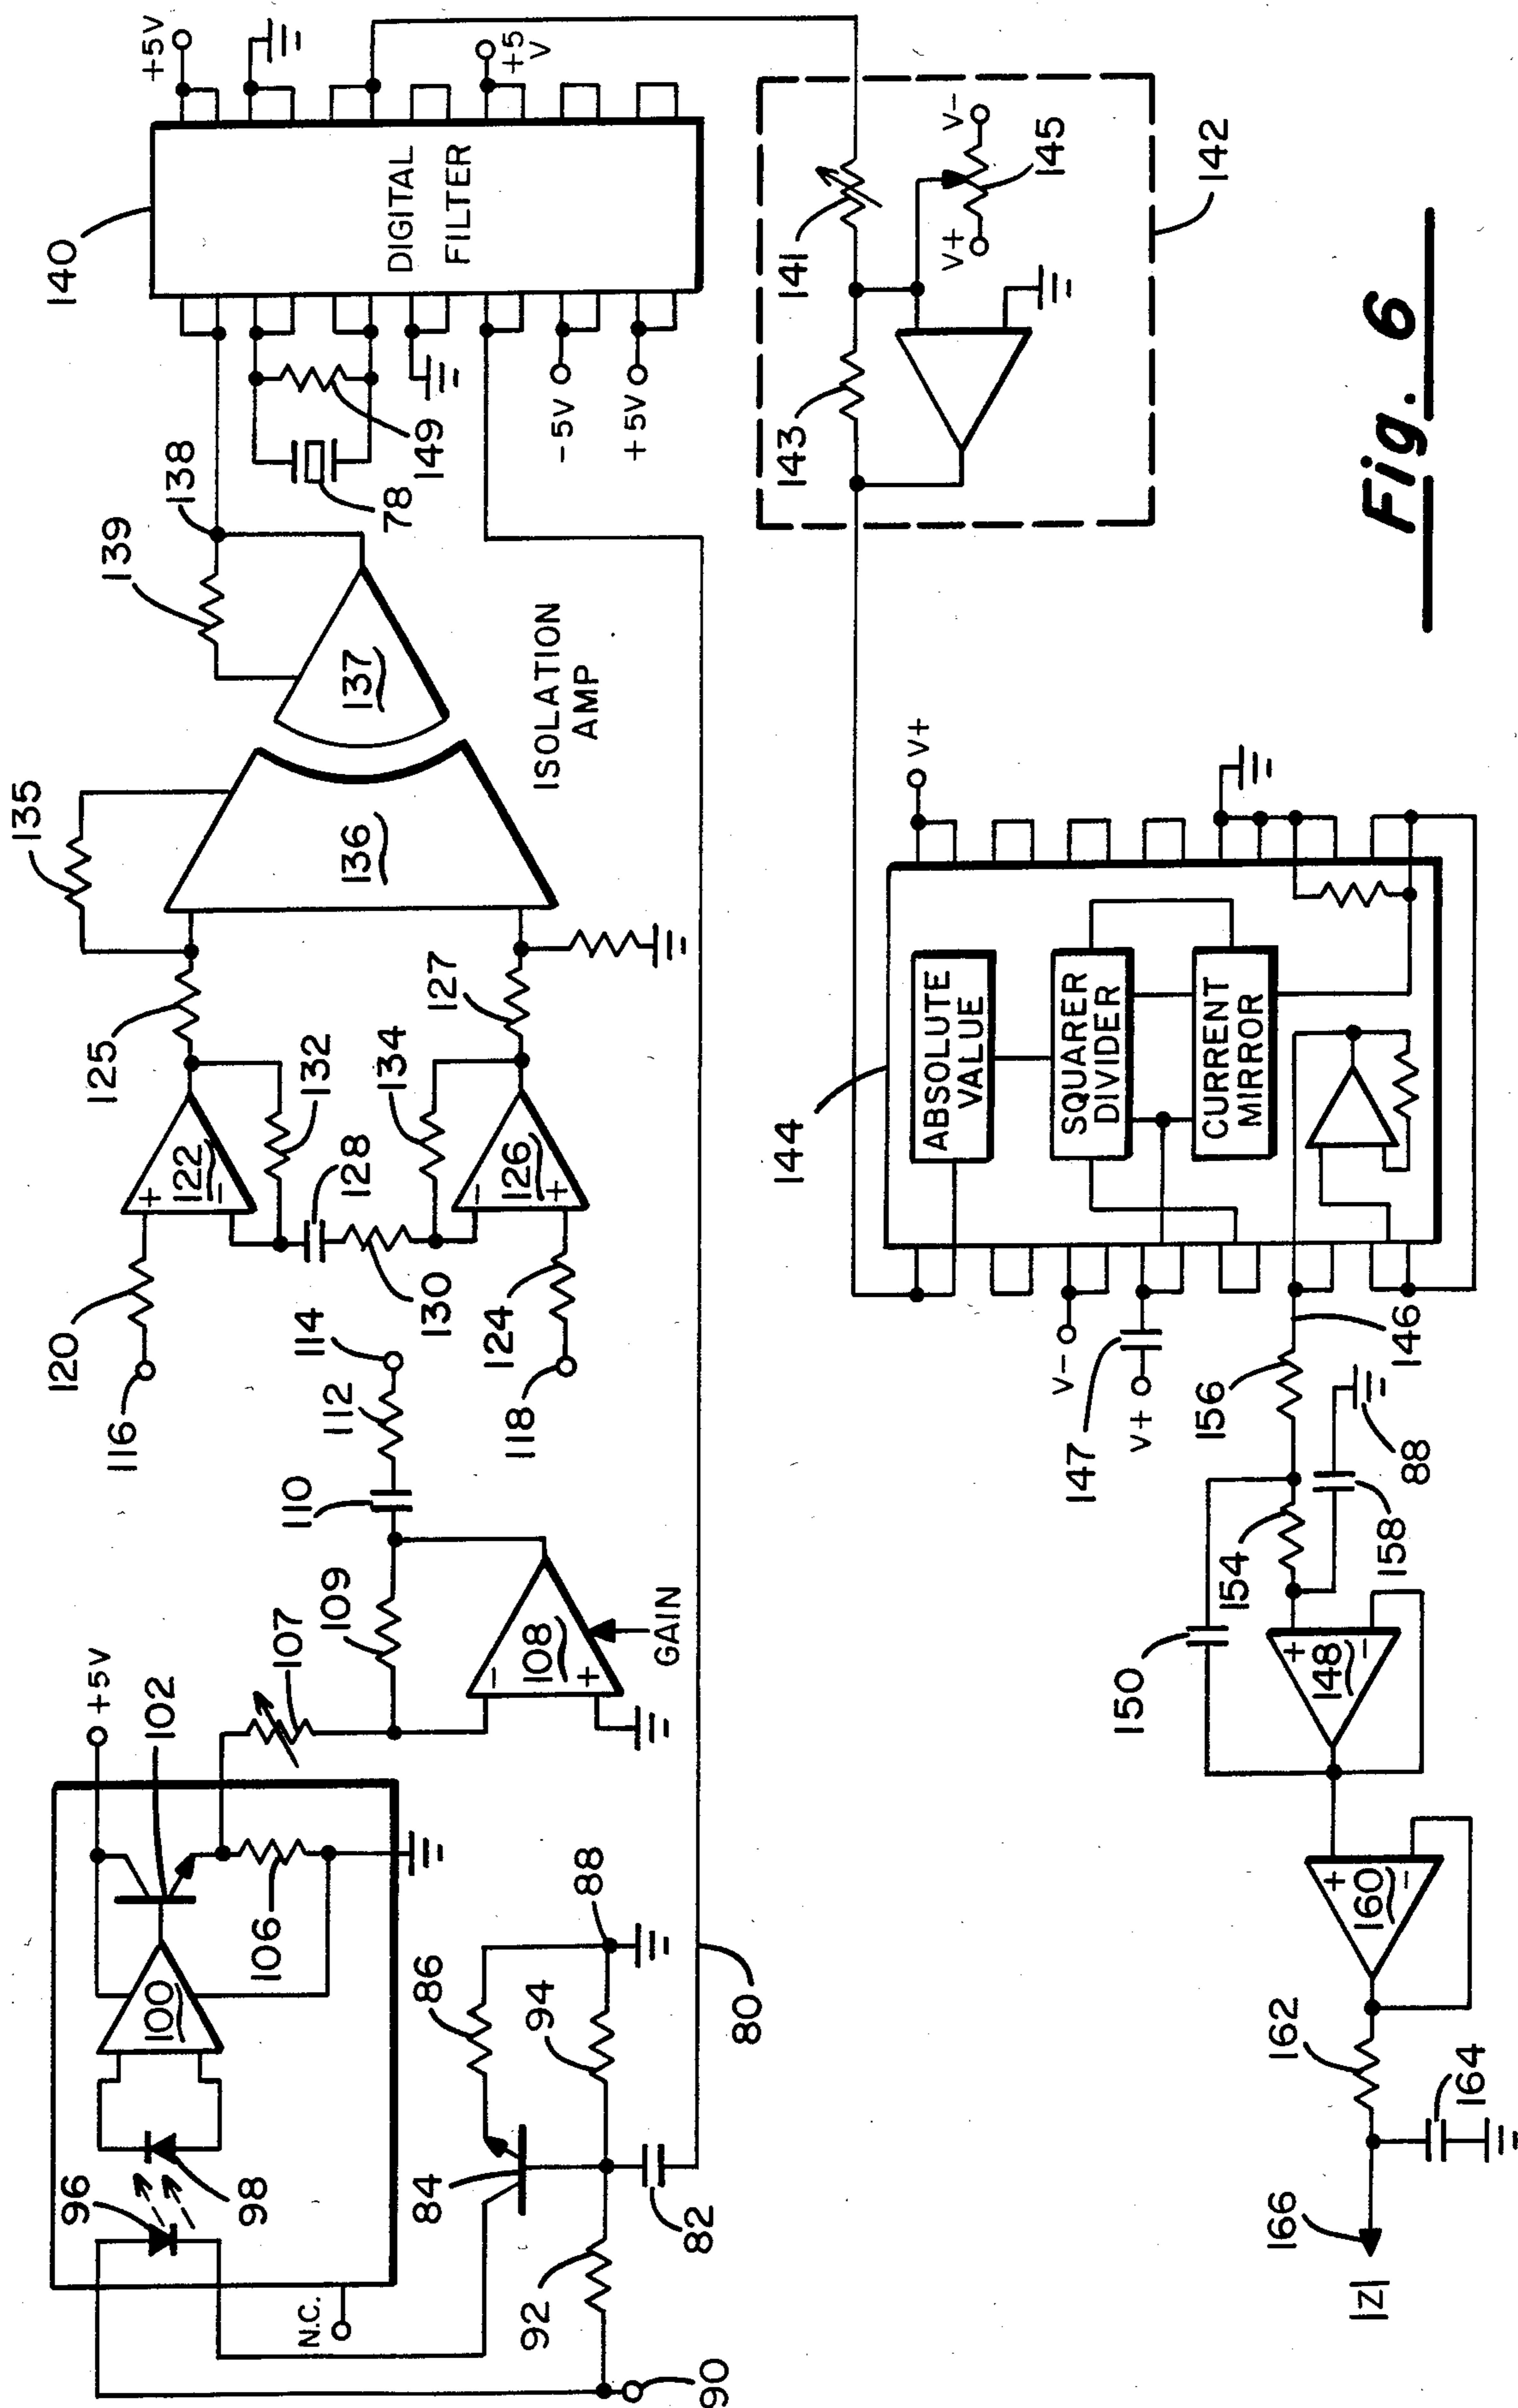 140
+5V
DIGITAL
FILTER
-5V
+5V
+5
V
139
138
78
149
135
136
137
ISOLATION
AMP
125
132
128
134
127
120
122
+
-
130
126
-
+
124
116
118
114
112
110
109
107
108
-
+
GAIN
+5V
102
100
106
96
98
N.C.
84
86
88
94
92
82
90
80
141
143
V+
V-
145
142
Fig. 6
144
ABSOLUTE
VALUE
SQUARER
DIVIDER
CURRENT
MIRROR
V+
V-
V+
147
146
156
88
158
154
150
148
+
-
160
+
-
162
164
166
|Z|